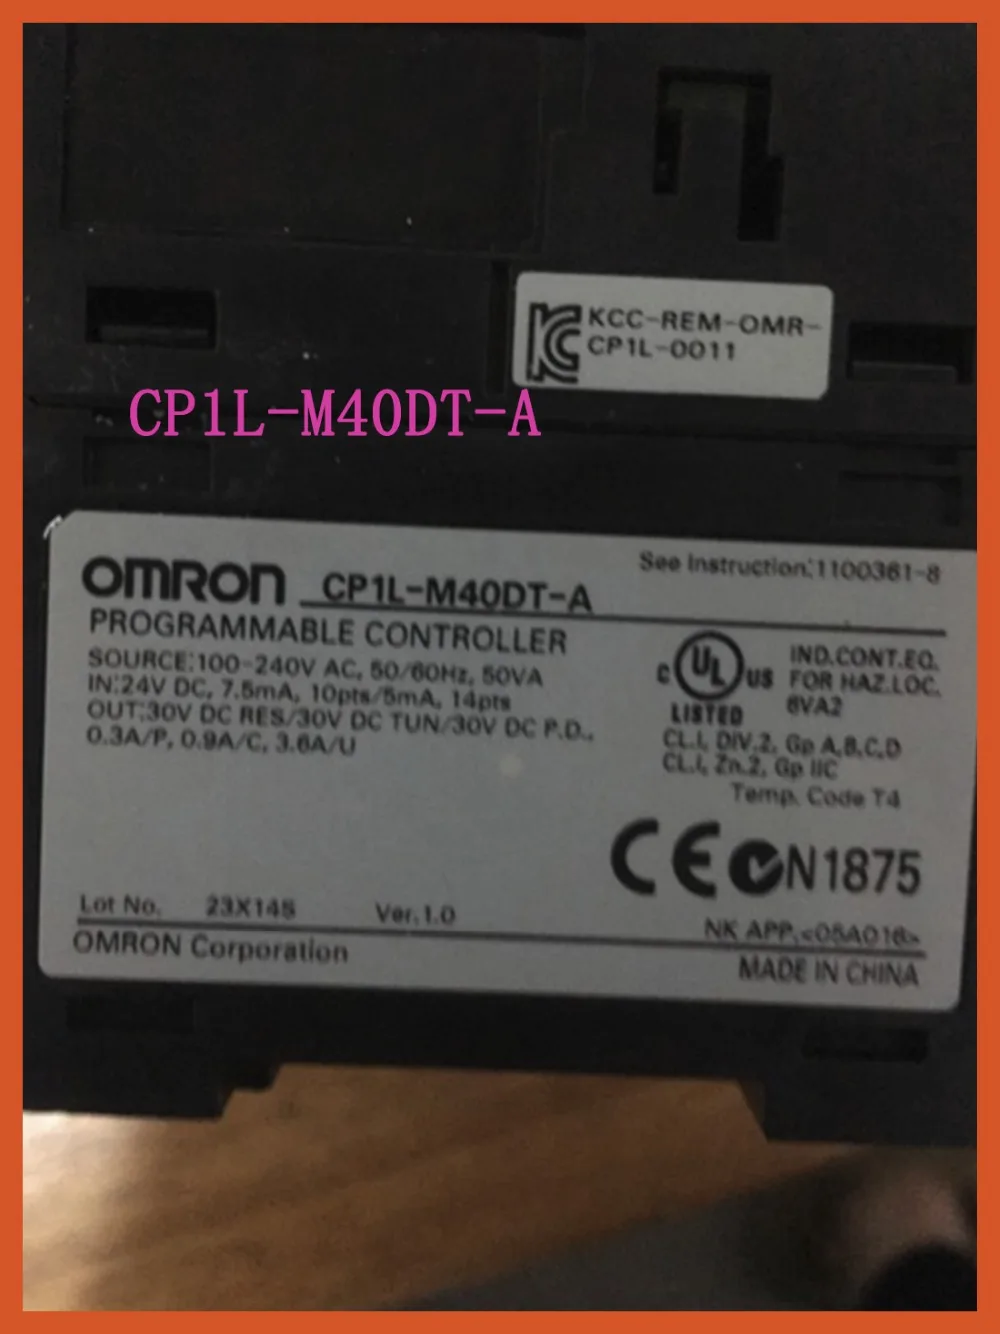 KCC-REM-OMR-
CP1L-0011
CP1L-M40DT-A
OMRON CP1L-M40DT-A
See Instruction:1100361-8
PROGRAMMABLE CONTROLLER
SOURCE:100-240V AC, 50/60Hz, 50VA
IN:24V DC, 7.5mA, 10pts/5mA, 14pts
OUT:30V DC RES/30V DC TUN/30V DC P.D.,
0.3A/P, 0.9A/C, 3.6A/U
C UL US
LISTED
IND.CONT.EQ.
FOR HAZ.LOC.
6VA2
CL.I, DIV.2, Gp A,B,C,D
CL.I, Zn.2, Gp IIC
Temp. Code T4
CE N1875
Lot No. 23X14S Ver.1.0
NK APP.<05A016>
OMRON Corporation
MADE IN CHINA